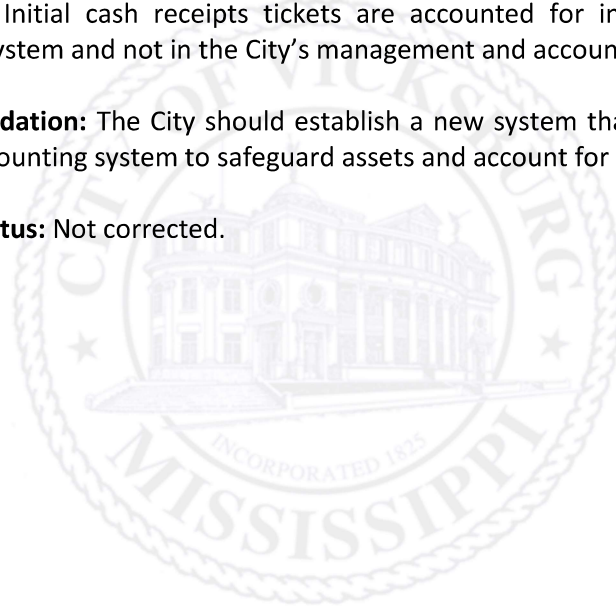 Initial cash receipts tickets are accounted for in
ystem and not in the City's management and accoun
dation: The City should establish a new system tha
ounting system to safeguard assets and account for
tus: Not corrected.
CITY OF VICKSBURG
INCORPORATED 1825
MISSISSIPPI